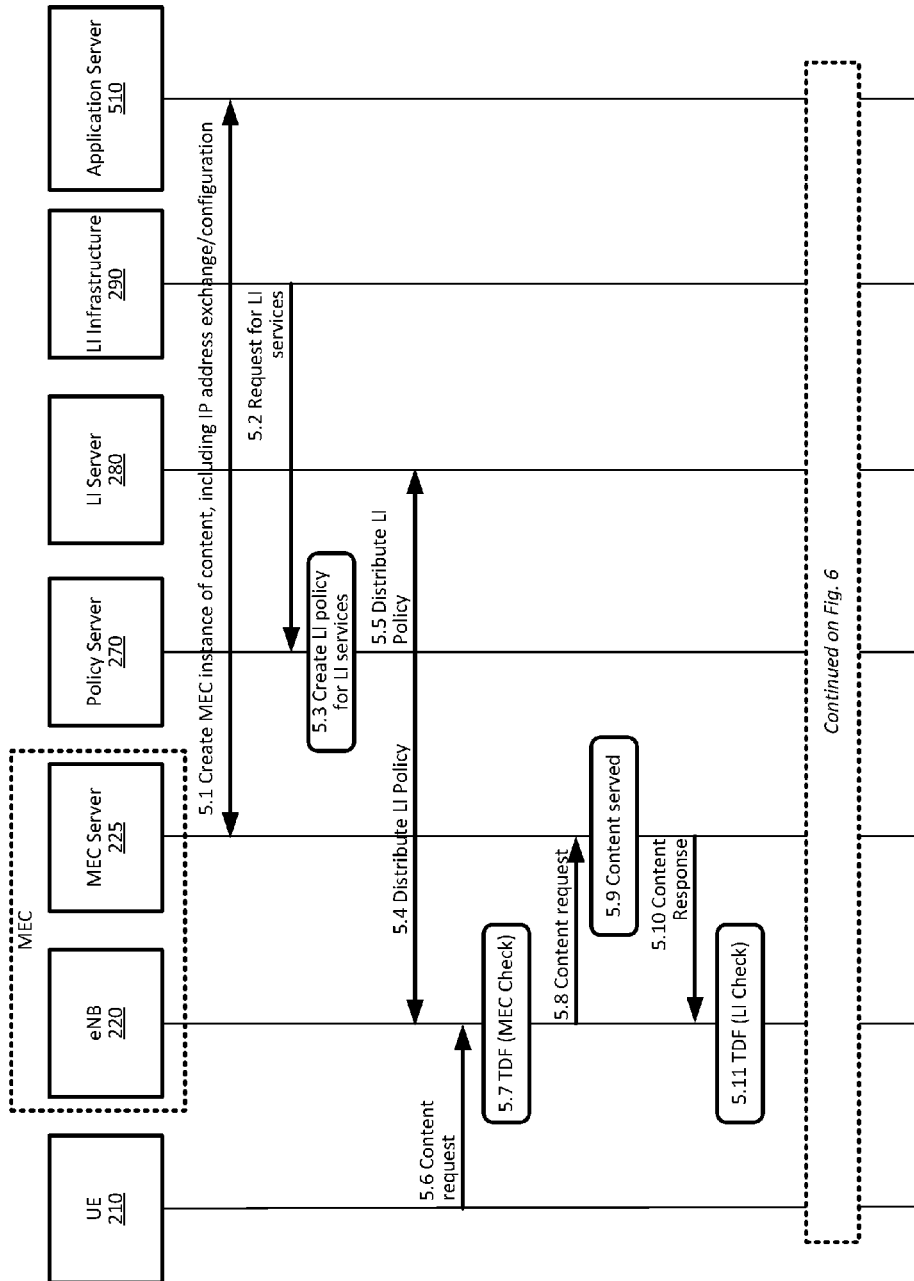 MEC
UE
210
eNB
220
MEC Server
225
Policy Server
270
LI Server
280
LI Infrastructure
290
Application Server
510
5.1 Create MEC instance of content, including IP address exchange/configuration
5.2 Request for LI
services
5.3 Create LI policy
for LI services
5.4 Distribute LI Policy
5.5 Distribute LI
Policy
5.6 Content
request
5.7 TDF (MEC Check)
5.8 Content request
5.9 Content served
5.10 Content
Response
5.11 TDF (LI Check)
Continued on Fig. 6